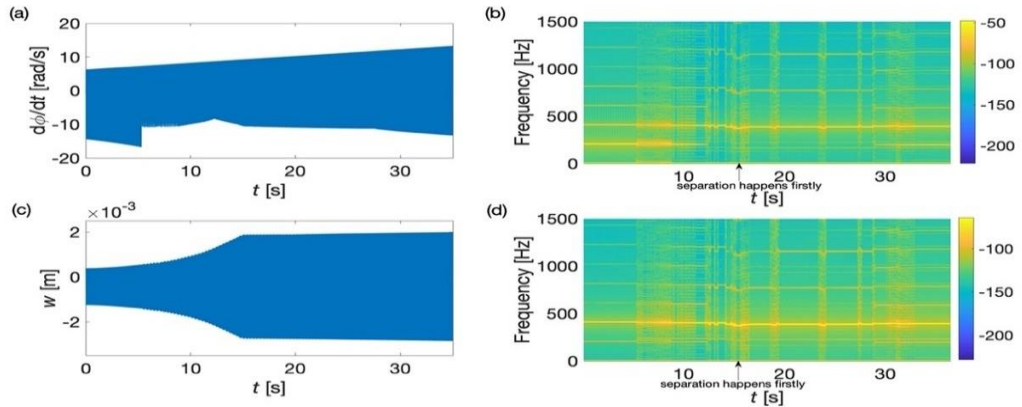 (a)
20
10
0
-10
-20
dϕ/dt [rad/s]
0 10 20 30
t [s]
(b)
1500
1000
500
0
Frequency [Hz]
10 20 30
separation happens firstly
t [s]
-50
-100
-150
-200
(c)
×10⁻³
2
0
-2
w [m]
0 10 20 30
t [s]
(d)
1500
1000
500
0
Frequency [Hz]
10 20 30
separation happens firstly
t [s]
-100
-150
-200